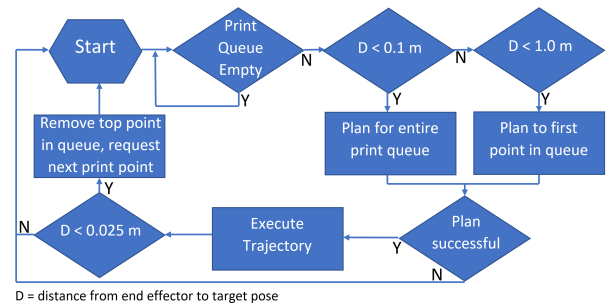 Start
Print
Queue
Empty
N
Y
D < 0.1 m
N
Y
D < 1.0 m
Y
Remove top point
in queue, request
next print point
Plan for entire
print queue
Plan to first
point in queue
Y
N
D < 0.025 m
Execute
Trajectory
Y
Plan
successful
N
D = distance from end effector to target pose